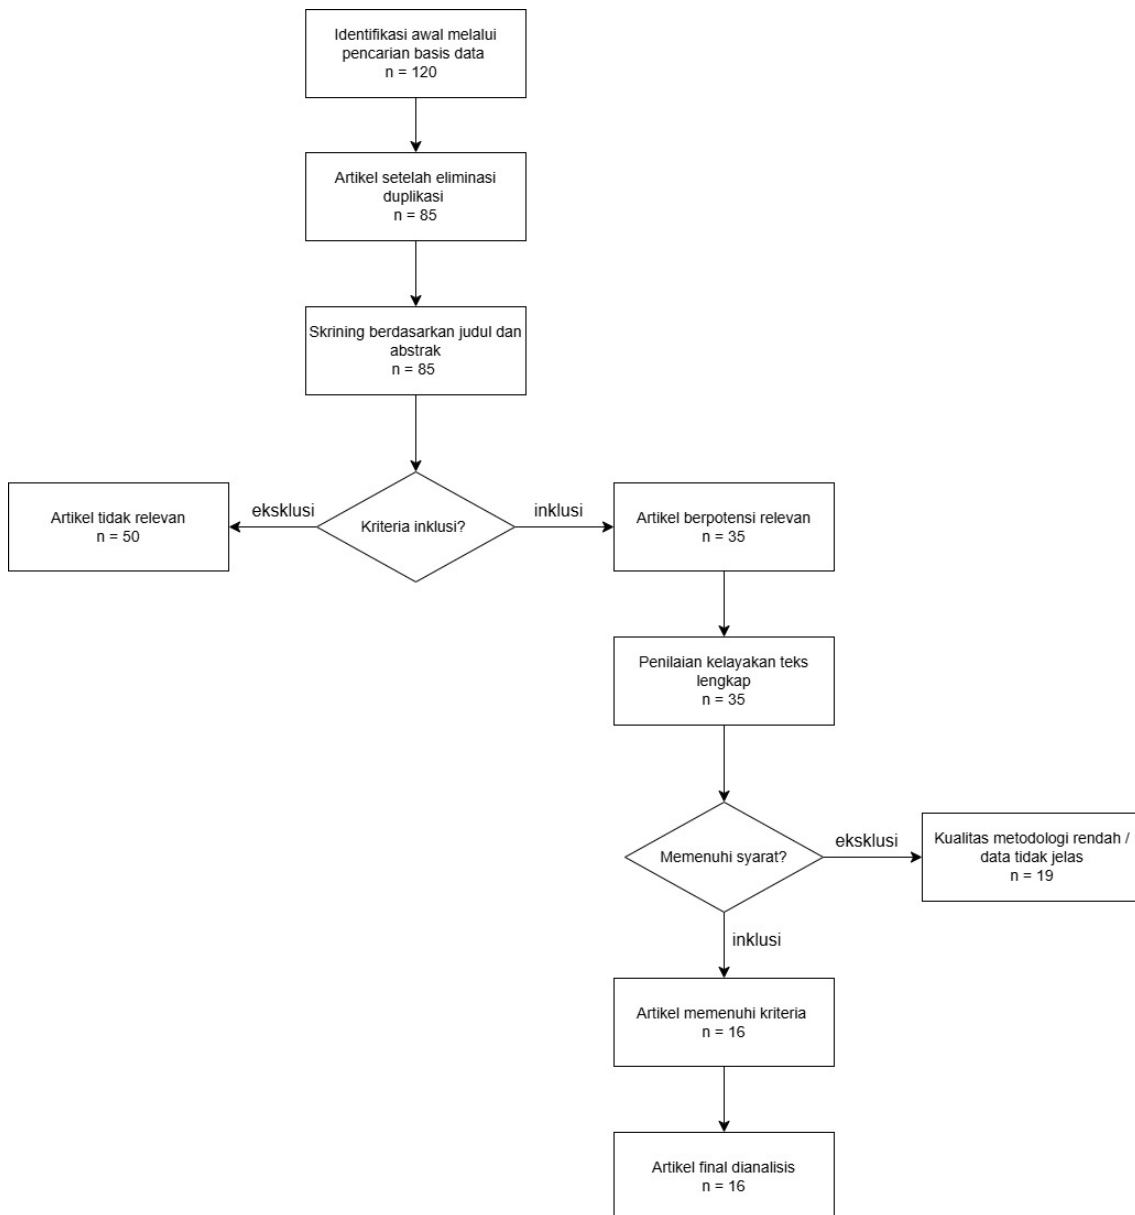 Identifikasi awal melalui
pencarian basis data
n = 120
Artikel setelah eliminasi
duplikasi
n = 85
Skrining berdasarkan judul dan
abstrak
n = 85
Artikel tidak relevan
n = 50
eksklusi
Kriteria inklusi?
inklusi
Artikel berpotensi relevan
n = 35
Penilaian kelayakan teks
lengkap
n = 35
Memenuhi syarat?
eksklusi
Kualitas metodologi rendah /
data tidak jelas
n = 19
inklusi
Artikel memenuhi kriteria
n = 16
Artikel final dianalisis
n = 16